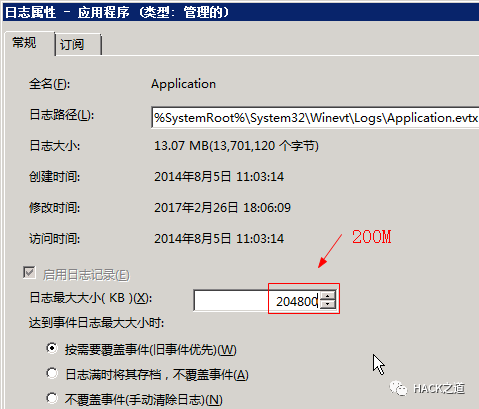 日志属性 - 应用程序 (类型: 管理的)
常规 订阅
全名(F): Application
日志路径(L): %SystemRoot%\System32\Winevt\Logs\Application.evtx
日志大小: 13.07 MB(13,701,120 个字节)
创建时间: 2014年8月5日 11:03:14
修改时间: 2017年2月26日 18:06:09
访问时间: 2014年8月5日 11:03:14
200M
启用日志记录(E)
日志最大大小( KB )(X): 204800
达到事件日志最大大小时:
按需要覆盖事件(旧事件优先)(W)
日志满时将其存档，不覆盖事件(A)
不覆盖事件(手动清除日志)(N)
HACK之道